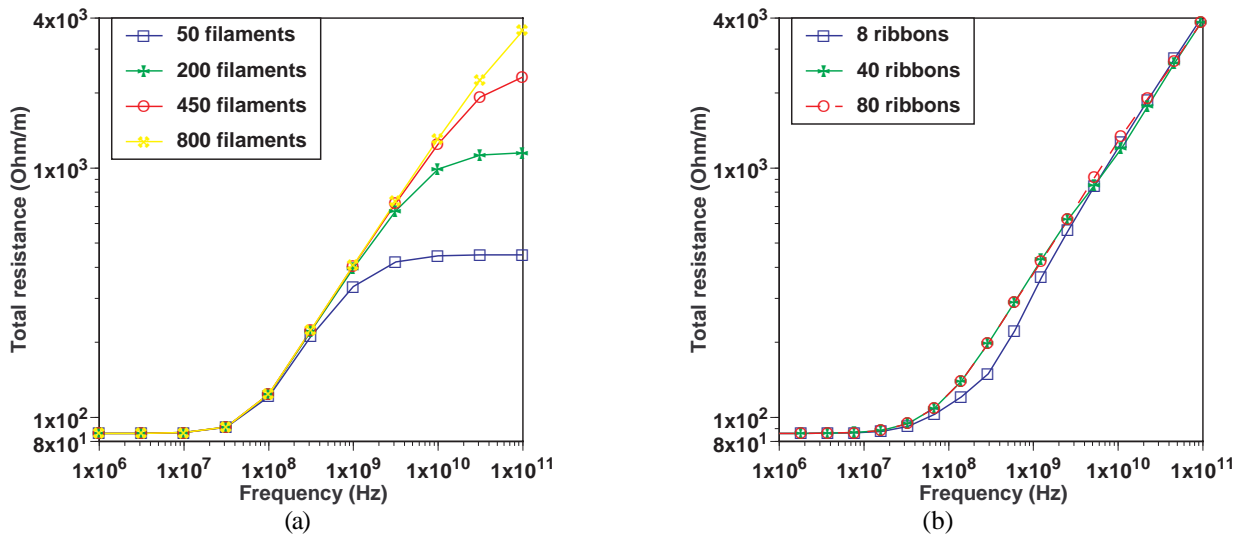 4x10³
50 filaments
200 filaments
450 filaments
800 filaments
1x10³
1x10²
8x10¹
Total resistance (Ohm/m)
1x10⁶ 1x10⁷ 1x10⁸ 1x10⁹ 1x10¹⁰ 1x10¹¹
Frequency (Hz)
(a)
4x10³
8 ribbons
40 ribbons
80 ribbons
1x10³
1x10²
8x10¹
Total resistance (Ohm/m)
1x10⁶ 1x10⁷ 1x10⁸ 1x10⁹ 1x10¹⁰ 1x10¹¹
Frequency (Hz)
(b)